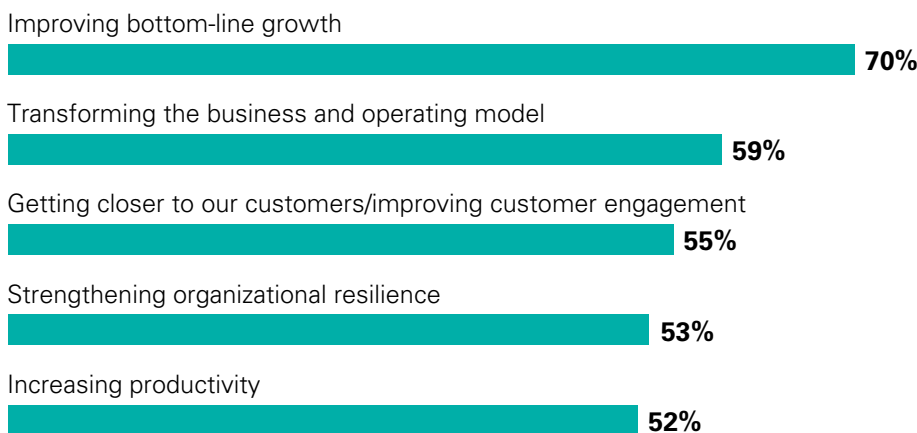 Improving bottom-line growth
70%
Transforming the business and operating model
59%
Getting closer to our customers/improving customer engagement
55%
Strengthening organizational resilience
53%
Increasing productivity
52%